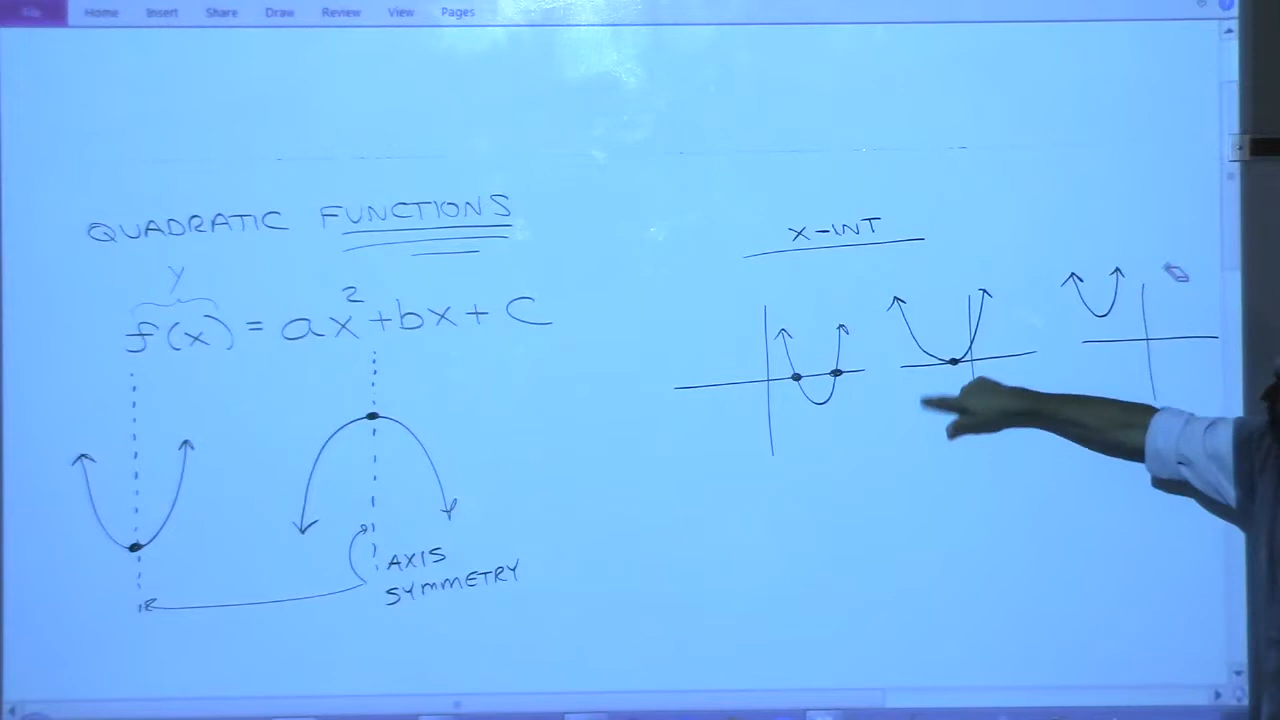 File Home Insert Share Draw Review View Pages
QUADRATIC FUNCTIONS
y
f(x) = ax² + bx + c
AXIS
SYMMETRY
X-INT